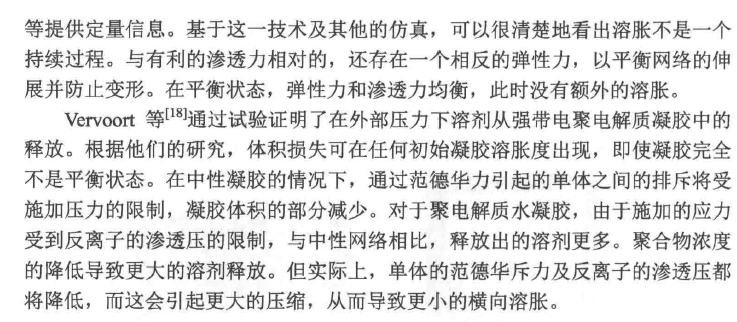 等提供定量信息。基于这一技术及其他的仿真，可以很清楚地看出溶胀不是一个
持续过程。与有利的渗透力相对的，还存在一个相反的弹性力，以平衡网络的伸
展并防止变形。在平衡状态，弹性力和渗透力均衡，此时没有额外的溶胀。
Vervoort 等[18]通过试验证明了在外部压力下溶剂从强带电聚电解质凝胶中的
释放。根据他们的研究，体积损失可在任何初始凝胶溶胀度出现，即使凝胶完全
不是平衡状态。在中性凝胶的情况下，通过范德华力引起的单体之间的排斥将受
施加压力的限制，凝胶体积的部分减少。对于聚电解质水凝胶，由于施加的应力
受到反离子的渗透压的限制，与中性网络相比，释放出的溶剂更多。聚合物浓度
的降低导致更大的溶剂释放。但实际上，单体的范德华斥力及反离子的渗透压都
将降低，而这会引起更大的压缩，从而导致更小的横向溶胀。